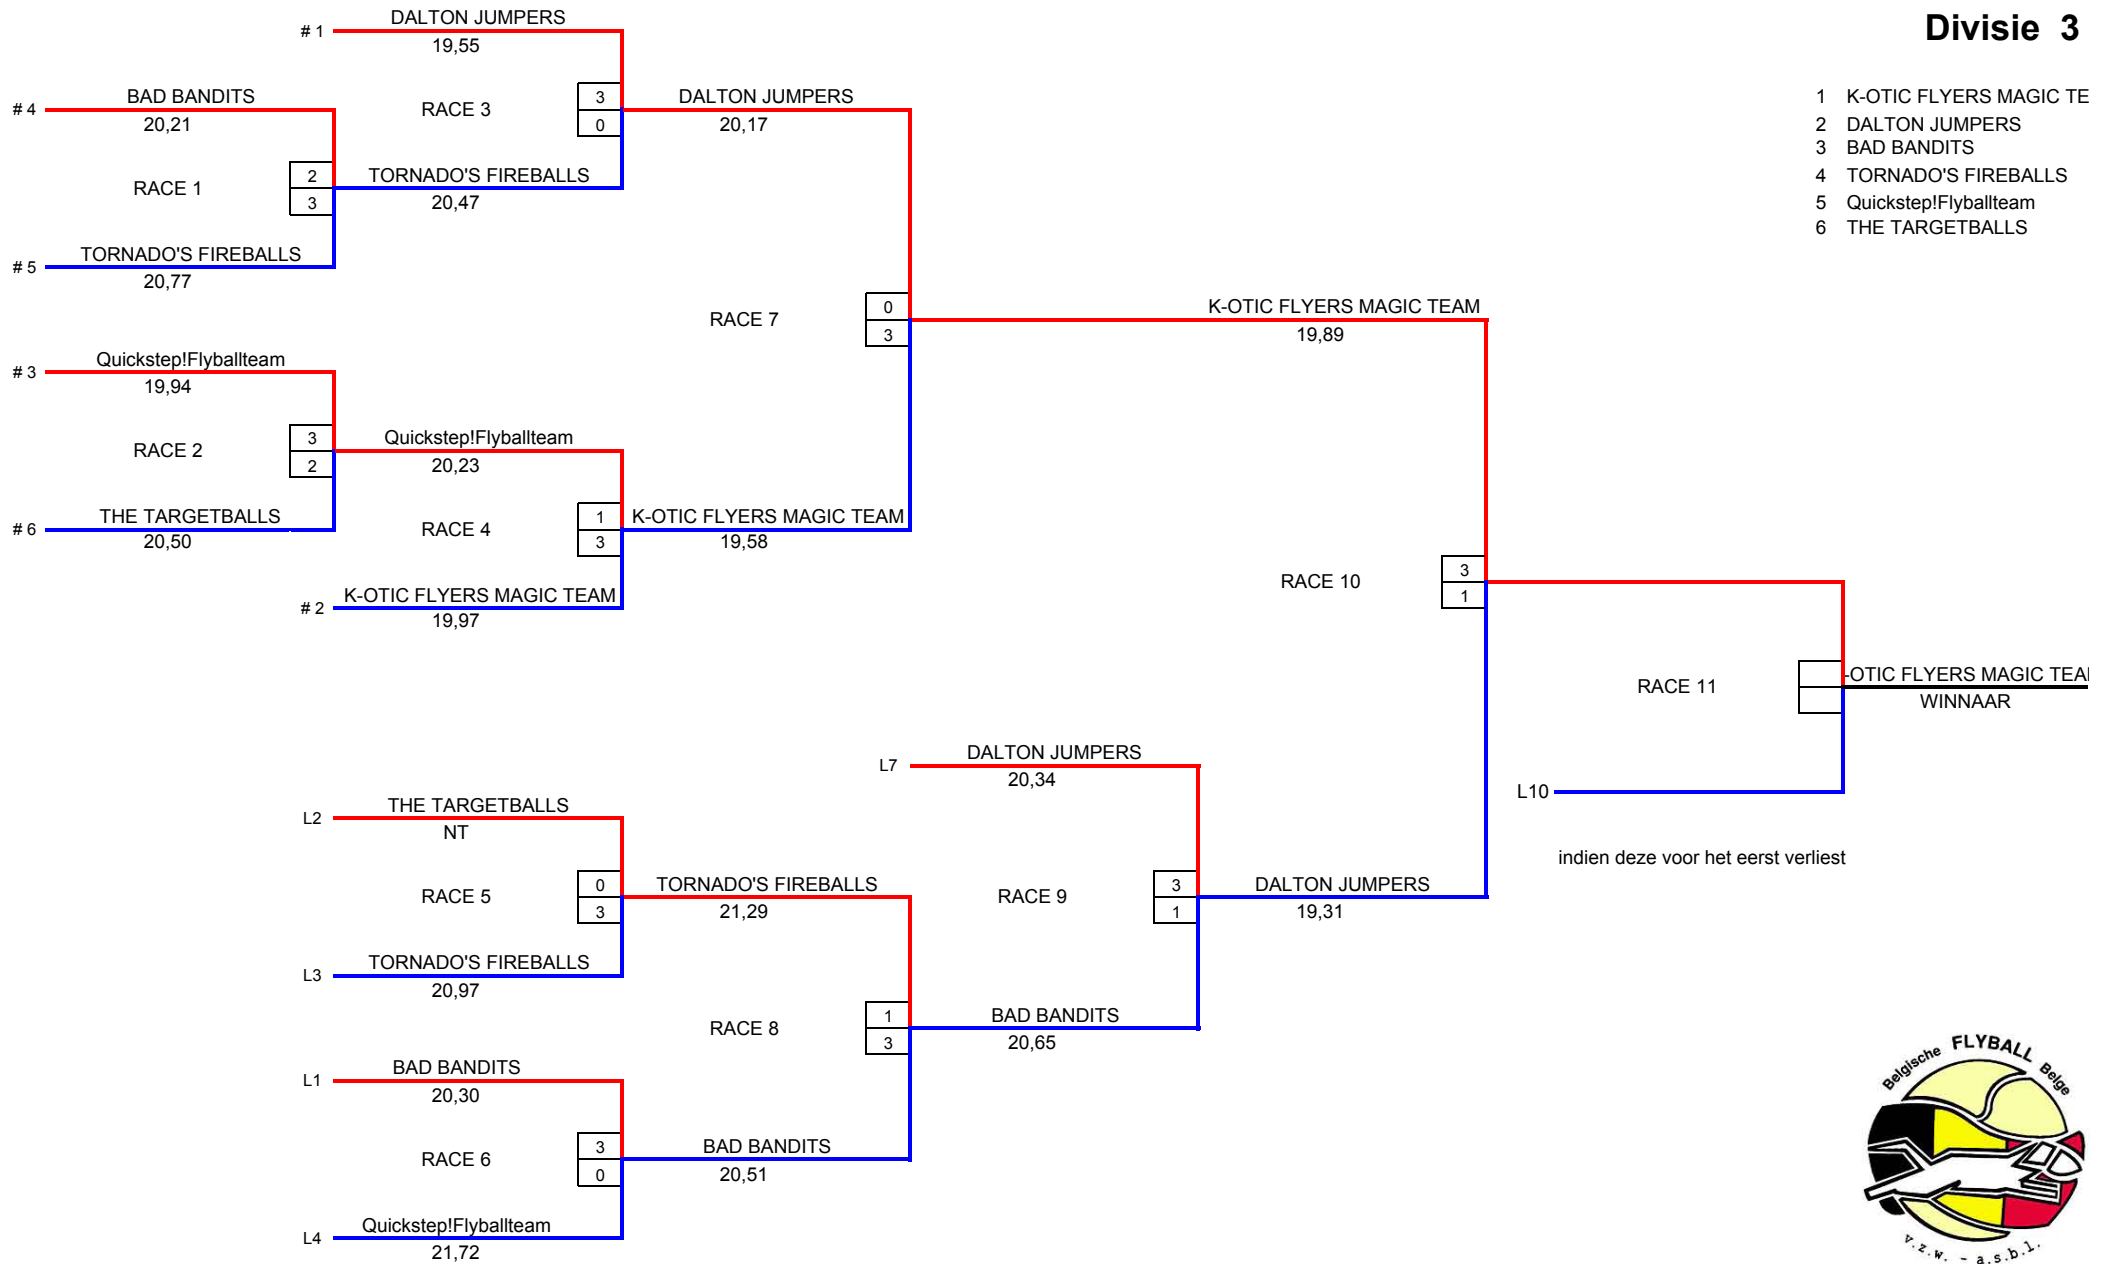 Divisie 3
1 K-OTIC FLYERS MAGIC TE
2 DALTON JUMPERS
3 BAD BANDITS
4 TORNADO'S FIREBALLS
5 Quickstep!Flyballteam
6 THE TARGETBALLS
# 1 DALTON JUMPERS
19,55
# 4 BAD BANDITS
20,21
RACE 3
3
0
DALTON JUMPERS
20,17
RACE 1
2
3
TORNADO'S FIREBALLS
20,47
# 5 TORNADO'S FIREBALLS
20,77
RACE 7
0
3
K-OTIC FLYERS MAGIC TEAM
19,89
# 3 Quickstep!Flyballteam
19,94
RACE 2
3
2
Quickstep!Flyballteam
20,23
# 6 THE TARGETBALLS
20,50
RACE 4
1
3
K-OTIC FLYERS MAGIC TEAM
19,58
# 2 K-OTIC FLYERS MAGIC TEAM
19,97
RACE 10
3
1
RACE 11
-OTIC FLYERS MAGIC TEA
WINNAAR
L10
indien deze voor het eerst verliest
L7 DALTON JUMPERS
20,34
L2 THE TARGETBALLS
NT
RACE 5
0
3
TORNADO'S FIREBALLS
21,29
RACE 9
3
1
DALTON JUMPERS
19,31
L3 TORNADO'S FIREBALLS
20,97
RACE 8
1
3
BAD BANDITS
20,65
L1 BAD BANDITS
20,30
RACE 6
3
0
BAD BANDITS
20,51
L4 Quickstep!Flyballteam
21,72
Belgische FLYBALL Belge
v.z.w. - a.s.b.l.